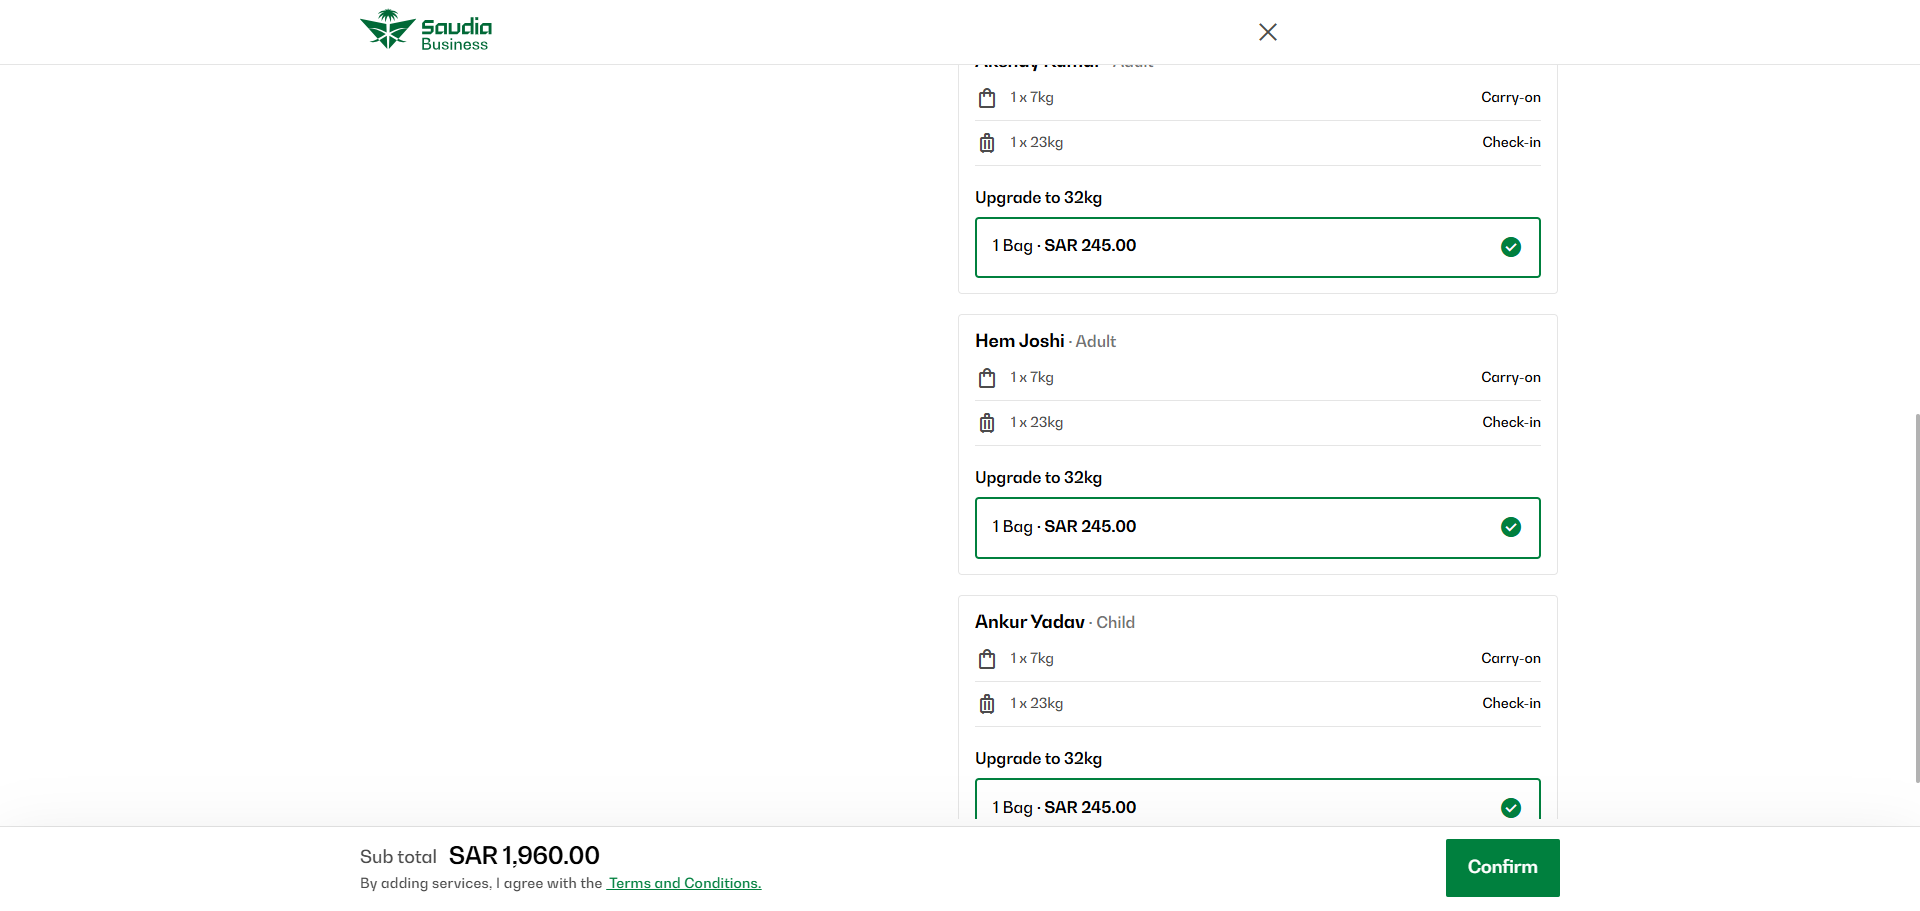 Saudia
Business
1 x 7kg Carry-on
1 x 23kg Check-in
Upgrade to 32kg
1 Bag · SAR 245.00
Hem Joshi · Adult
1 x 7kg Carry-on
1 x 23kg Check-in
Upgrade to 32kg
1 Bag · SAR 245.00
Ankur Yadav · Child
1 x 7kg Carry-on
1 x 23kg Check-in
Upgrade to 32kg
1 Bag · SAR 245.00
Sub total SAR 1,960.00
By adding services, I agree with the Terms and Conditions.
Confirm